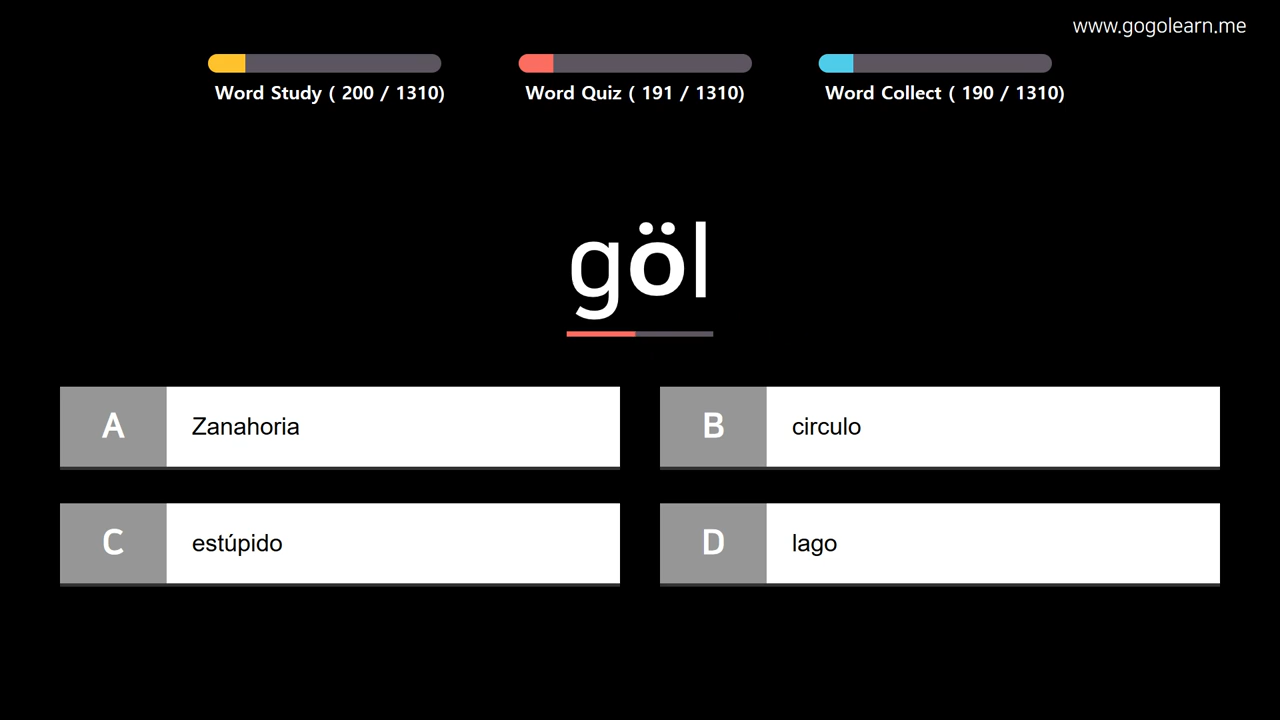 www.gogolearn.me
Word Study ( 200 / 1310)
Word Quiz ( 191 / 1310)
Word Collect ( 190 / 1310)
göl
A
Zanahoria
B
circulo
C
estúpido
D
lago